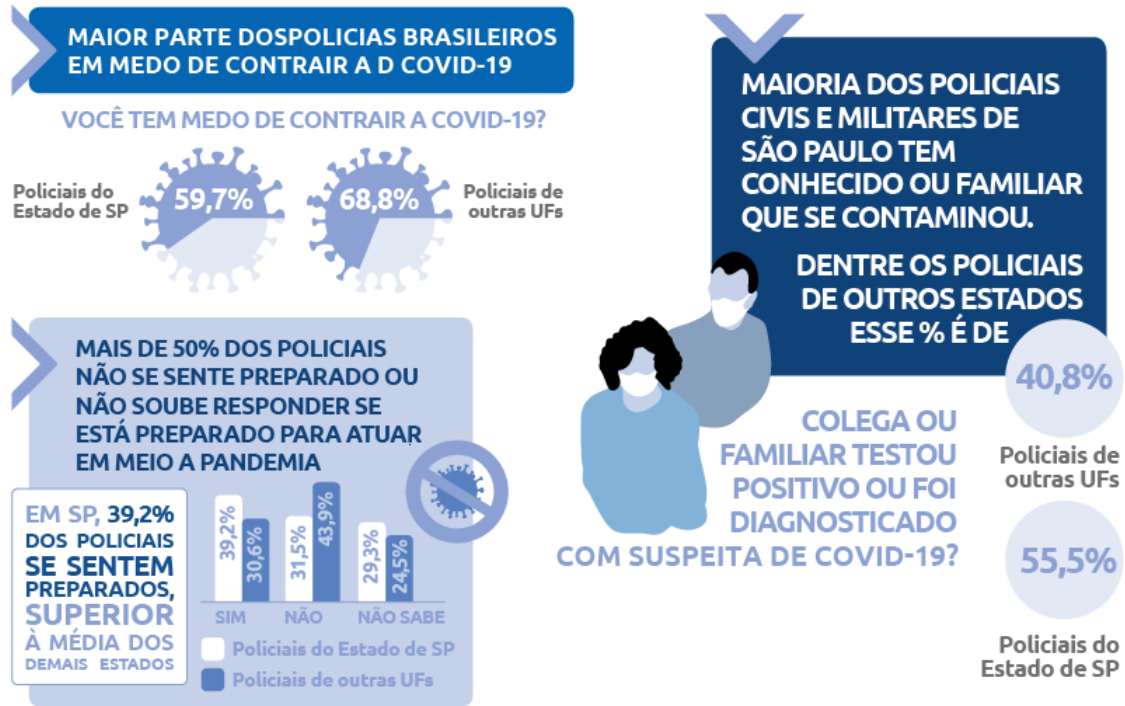 MAIOR PARTE DOSPOLICIAS BRASILEIROS
EM MEDO DE CONTRAIR A D COVID-19
VOCÊ TEM MEDO DE CONTRAIR A COVID-19?
Policiais do
Estado de SP
59,7%
68,8%
Policiais de
outras UFs
MAIS DE 50% DOS POLICIAIS
NÃO SE SENTE PREPARADO OU
NÃO SOUBE RESPONDER SE
ESTÁ PREPARADO PARA ATUAR
EM MEIO A PANDEMIA
EM SP, 39,2%
DOS POLICIAIS
SE SENTEM
PREPARADOS,
SUPERIOR
À MÉDIA DOS
DEMAIS ESTADOS
39,2%
30,6%
31,5%
43,9%
29,3%
24,5%
SIM
NÃO
NÃO SABE
Policiais do Estado de SP
Policiais de outras UFs
MAIORIA DOS POLICIAIS
CIVIS E MILITARES DE
SÃO PAULO TEM
CONHECIDO OU FAMILIAR
QUE SE CONTAMINOU.
DENTRE OS POLICIAIS
DE OUTROS ESTADOS
ESSE % É DE
40,8%
Policiais de
outras UFs
COLEGA OU
FAMILIAR TESTOU
POSITIVO OU FOI
DIAGNOSTICADO
COM SUSPEITA DE COVID-19?
55,5%
Policiais do
Estado de SP